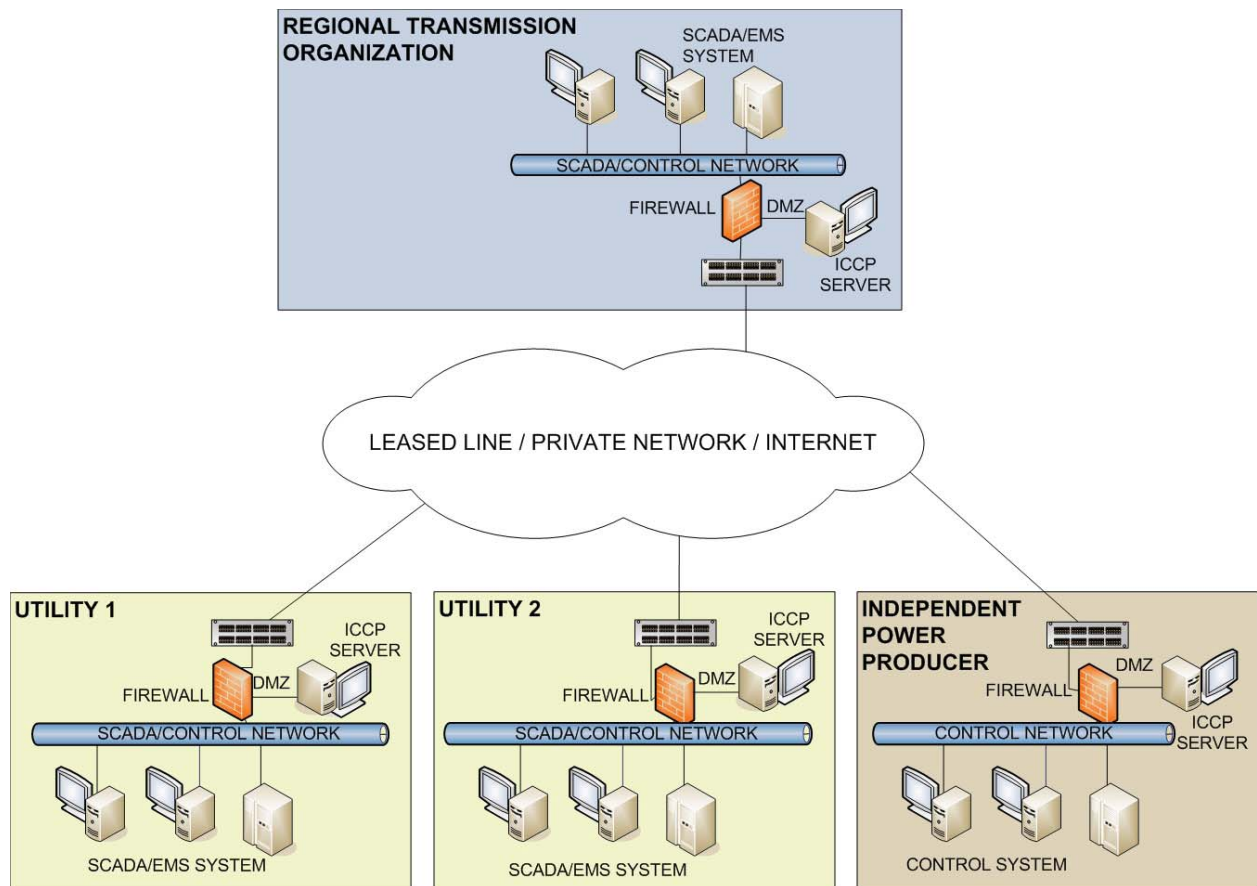 REGIONAL TRANSMISSION
ORGANIZATION
SCADA/EMS
SYSTEM
SCADA/CONTROL NETWORK
FIREWALL
DMZ
ICCP
SERVER
LEASED LINE / PRIVATE NETWORK / INTERNET
UTILITY 1
ICCP
SERVER
DMZ
FIREWALL
SCADA/CONTROL NETWORK
SCADA/EMS SYSTEM
UTILITY 2
ICCP
SERVER
DMZ
FIREWALL
SCADA/CONTROL NETWORK
SCADA/EMS SYSTEM
INDEPENDENT
POWER
PRODUCER
DMZ
FIREWALL
ICCP
SERVER
CONTROL NETWORK
CONTROL SYSTEM